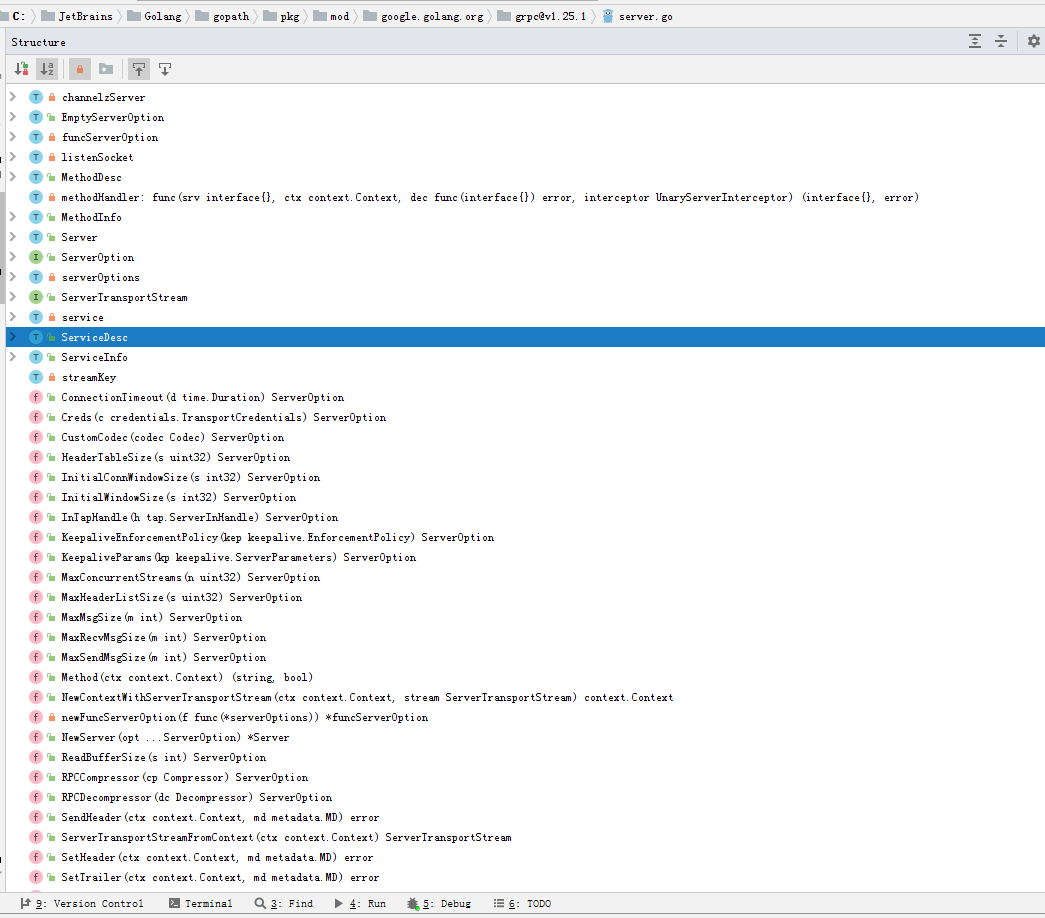 C: JetBrains Golang gopath pkg mod google.golang.org grpc@v1.25.1 server.go
Structure
T channelzServer
T EmptyServerOption
T funcServerOption
T listenSocket
T MethodDesc
T methodHandler: func(srv interface{}, ctx context.Context, dec func(interface{}) error, interceptor UnaryServerInterceptor) (interface{}, error)
T MethodInfo
T Server
I ServerOption
T serverOptions
I ServerTransportStream
T service
T ServiceDesc
T ServiceInfo
T streamKey
f ConnectionTimeout(d time.Duration) ServerOption
f Creds(c credentials.TransportCredentials) ServerOption
f CustomCodec(codec Codec) ServerOption
f HeaderTableSize(s uint32) ServerOption
f InitialConnWindowSize(s int32) ServerOption
f InitialWindowSize(s int32) ServerOption
f InTapHandle(h tap.ServerInHandle) ServerOption
f KeepaliveEnforcementPolicy(kep keepalive.EnforcementPolicy) ServerOption
f KeepaliveParams(kp keepalive.ServerParameters) ServerOption
f MaxConcurrentStreams(n uint32) ServerOption
f MaxHeaderListSize(s uint32) ServerOption
f MaxMsgSize(m int) ServerOption
f MaxRecvMsgSize(m int) ServerOption
f MaxSendMsgSize(m int) ServerOption
f Method(ctx context.Context) (string, bool)
f NewContextWithServerTransportStream(ctx context.Context, stream ServerTransportStream) context.Context
f newFuncServerOption(f func(*serverOptions)) *funcServerOption
f NewServer(opt ...ServerOption) *Server
f ReadBufferSize(s int) ServerOption
f RPCCompressor(cp Compressor) ServerOption
f RPCDecompressor(dc Decompressor) ServerOption
f SendHeader(ctx context.Context, md metadata.MD) error
f ServerTransportStreamFromContext(ctx context.Context) ServerTransportStream
f SetHeader(ctx context.Context, md metadata.MD) error
f SetTrailer(ctx context.Context, md metadata.MD) error
9: Version Control Terminal 3: Find 4: Run 5: Debug 6: TODO